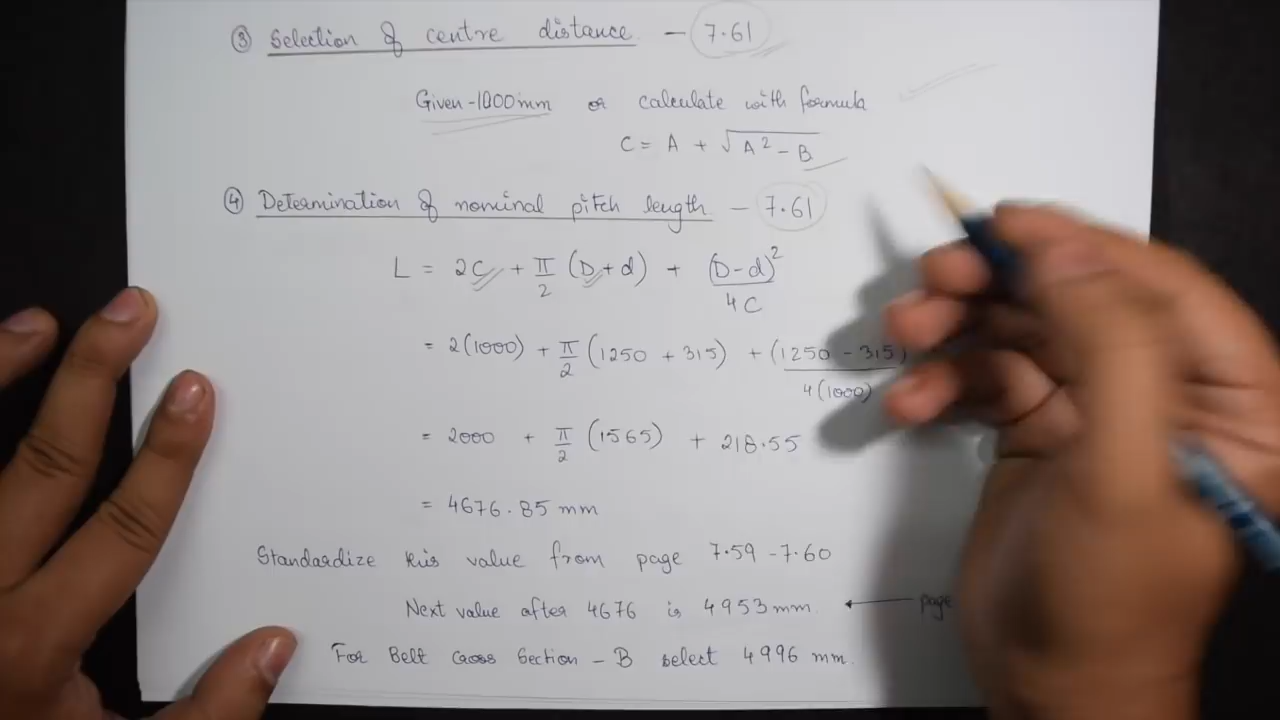 ③ Selection of centre distance - 7.61
Given - 1000mm or calculate with formula
C = A + √A² - B
④ Determination of nominal pitch length - 7.61
L = 2C + π/2 (D+d) + (D-d)²/4C
= 2(1000) + π/2 (1250 + 315) + (1250 - 315)/4(1000)
= 2000 + π/2 (1565) + 218.55
= 4676.85 mm
Standardize this value from page 7.59 - 7.60
Next value after 4676 is 4953 mm. ← page
For Belt cross section - B select 4996 mm.